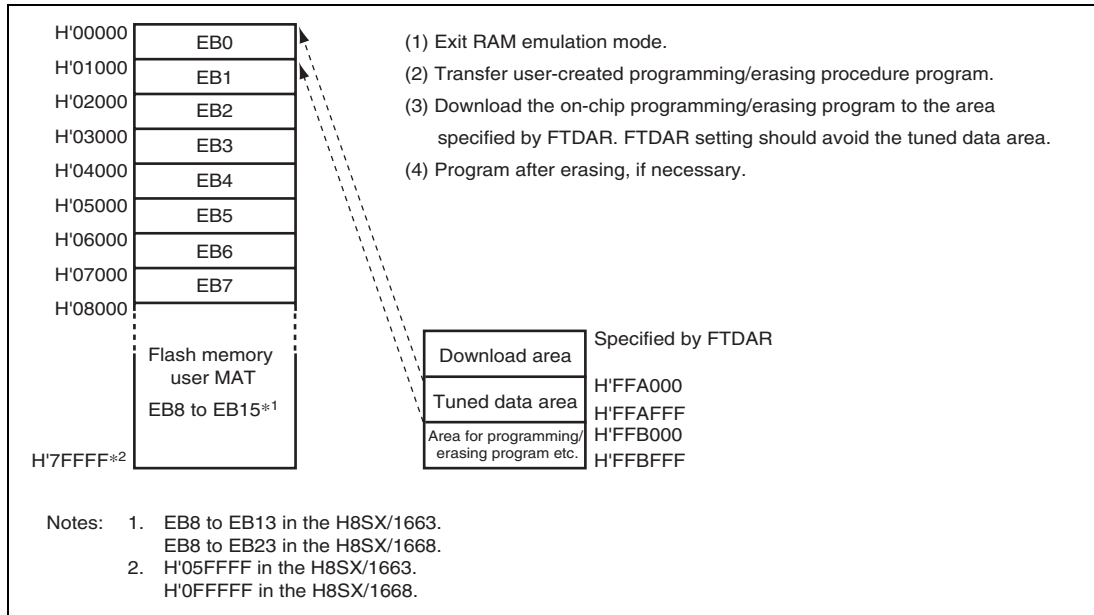 H'00000
EB0
H'01000
EB1
H'02000
EB2
H'03000
EB3
H'04000
EB4
H'05000
EB5
H'06000
EB6
H'07000
EB7
H'08000
Flash memory
user MAT
EB8 to EB15*1
H'7FFFF*2
(1) Exit RAM emulation mode.
(2) Transfer user-created programming/erasing procedure program.
(3) Download the on-chip programming/erasing program to the area
specified by FTDAR. FTDAR setting should avoid the tuned data area.
(4) Program after erasing, if necessary.
Download area
Specified by FTDAR
Tuned data area
H'FFA000
H'FFAFFF
Area for programming/
erasing program etc.
H'FFB000
H'FFBFFF
Notes: 1. EB8 to EB13 in the H8SX/1663.
EB8 to EB23 in the H8SX/1668.
2. H'05FFFF in the H8SX/1663.
H'0FFFFF in the H8SX/1668.